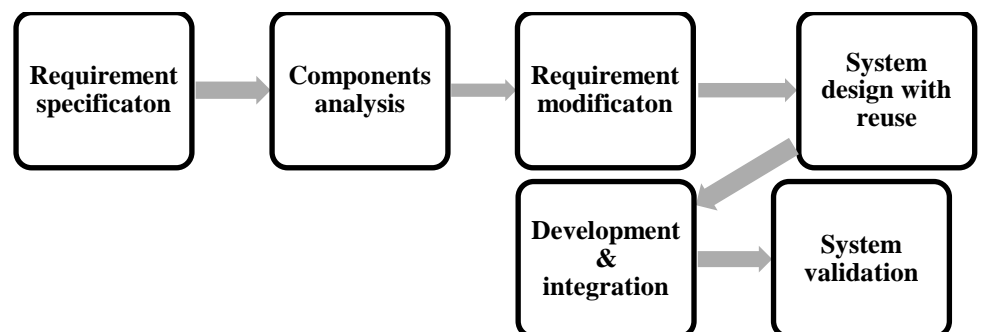 Requirement
specificaton
Components
analysis
Requirement
modificaton
System
design with
reuse
Development
&
integration
System
validation